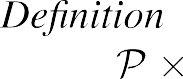 Definition
𝒫 ×